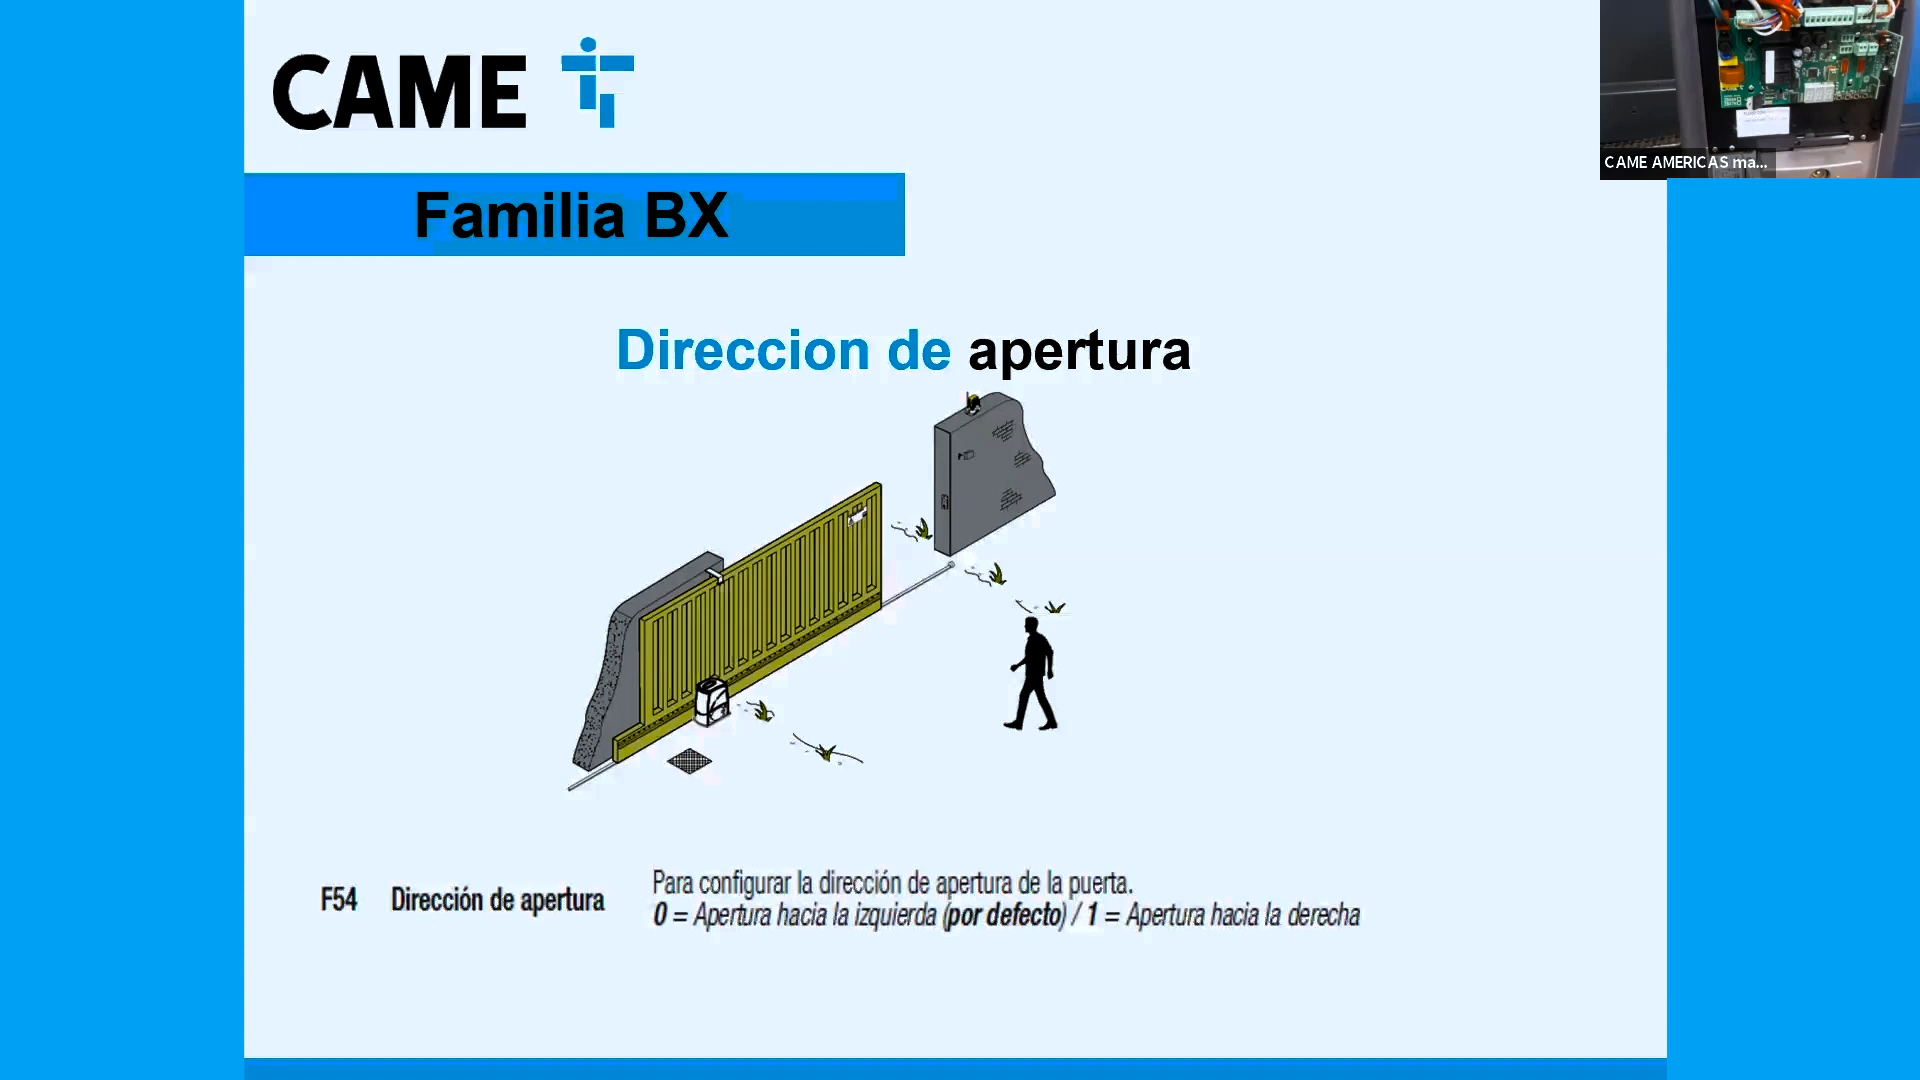 CAME
CAME AMERICAS ma...
Familia BX
Direccion de apertura
F54 Dirección de apertura Para configurar la dirección de apertura de la puerta.
0 = Apertura hacia la izquierda (por defecto) / 1 = Apertura hacia la derecha